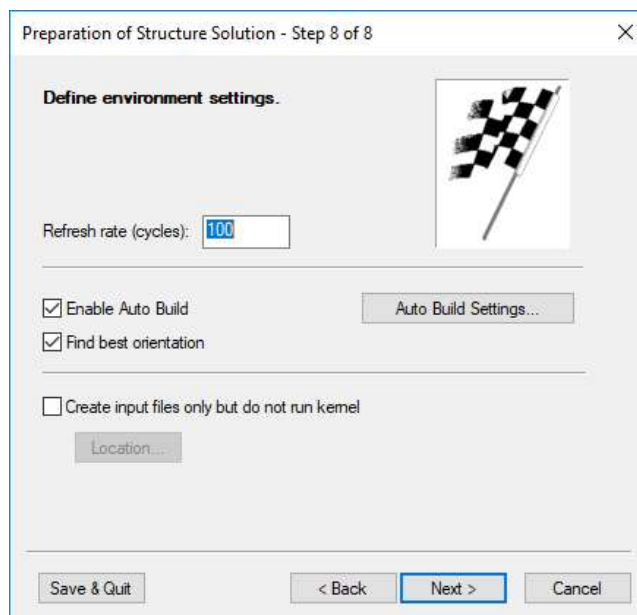 Preparation of Structure Solution - Step 8 of 8
Define environment settings.
Refresh rate (cycles): 100
Enable Auto Build
Auto Build Settings...
Find best orientation
Create input files only but do not run kernel
Location...
Save & Quit
< Back
Next >
Cancel